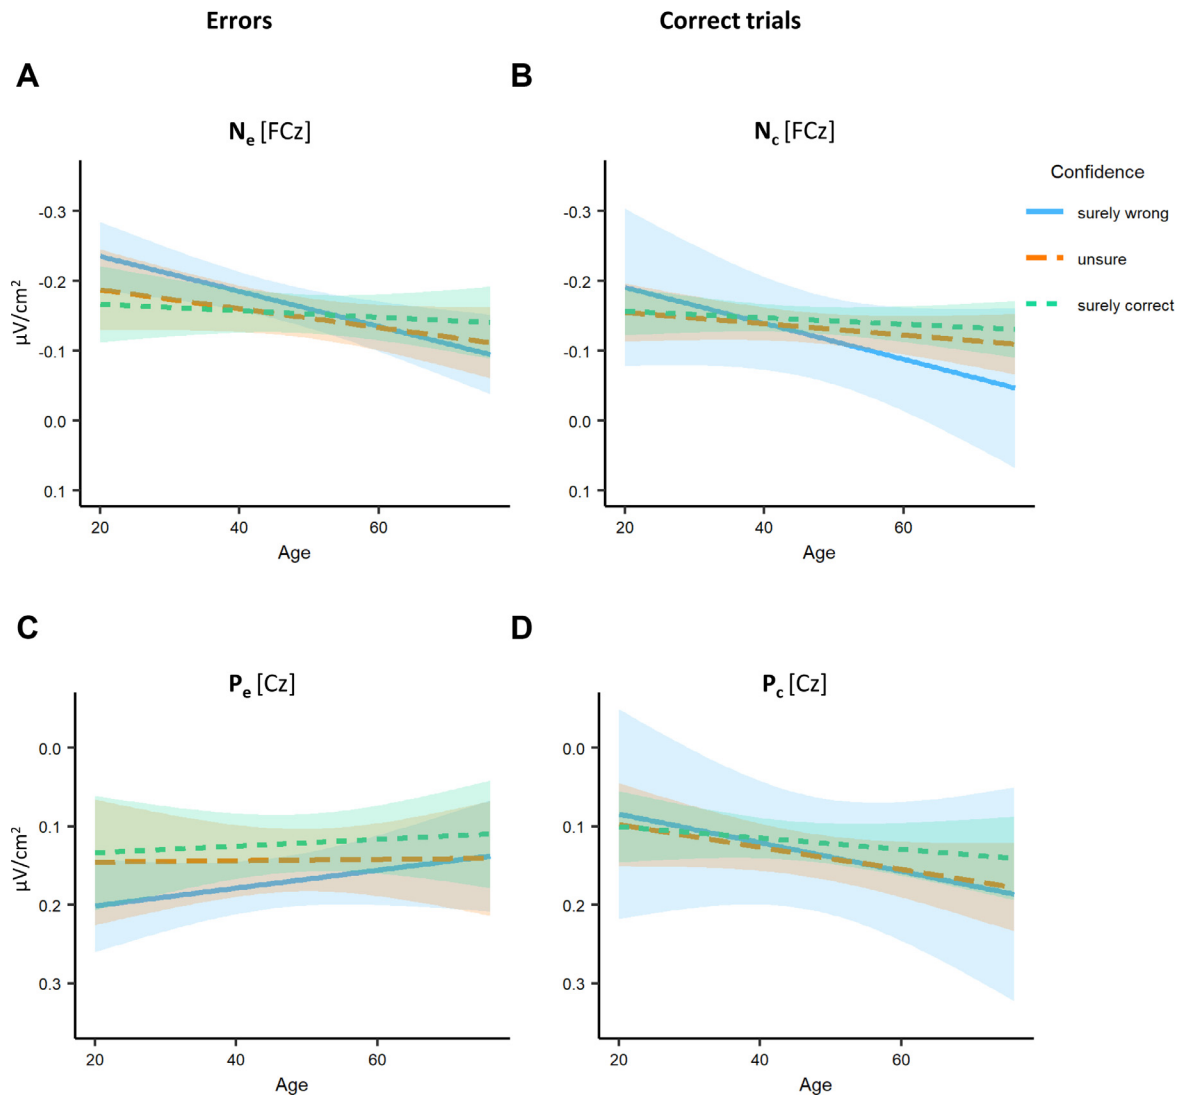 Errors
Correct trials
A
B
Ne [FCz]
Nc [FCz]
Confidence
surely wrong
unsure
surely correct
µV/cm2
-0.3
-0.2
-0.1
0.0
0.1
20
40
60
Age
-0.3
-0.2
-0.1
0.0
0.1
20
40
60
Age
C
D
Pe [Cz]
Pc [Cz]
µV/cm2
0.0
0.1
0.2
0.3
20
40
60
Age
0.0
0.1
0.2
0.3
20
40
60
Age